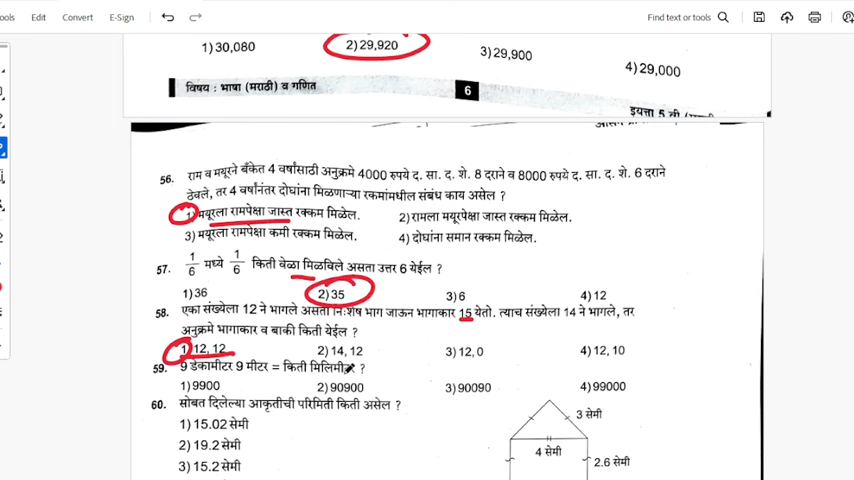 ools Edit Convert E-Sign Find text or tools
1) 30,080 2) 29,920 3) 29,900 4) 29,000
विषय : भाषा (मराठी) व गणित 6 इयत्ता 5 वी
56. राम व मयूरने बँकेत 4 वर्षांसाठी अनुक्रमे 4000 रुपये द. सा. द. शे. 8 दराने व 8000 रुपये द. सा. द. शे. 6 दराने
ठेवले, तर 4 वर्षांनंतर दोघांना मिळणाऱ्या रकमांमधील संबंध काय असेल ?
1) मयूरला रामपेक्षा जास्त रक्कम मिळेल. 2) रामला मयूरपेक्षा जास्त रक्कम मिळेल.
3) मयूरला रामपेक्षा कमी रक्कम मिळेल. 4) दोघांना समान रक्कम मिळेल.
57. 1/6 मध्ये 1/6 किती वेळा मिळविले असता उत्तर 6 येईल ?
1) 36 2) 35 3) 6 4) 12
58. एका संख्येला 12 ने भागले असता निःशेष भाग जाऊन भागाकार 15 येतो. त्याच संख्येला 14 ने भागले, तर
अनुक्रमे भागाकार व बाकी किती येईल ?
1) 12, 12 2) 14, 12 3) 12, 0 4) 12, 10
59. 9 डेकामीटर 9 मीटर = किती मिलिमीटर ?
1) 9900 2) 90900 3) 90090 4) 99000
60. सोबत दिलेल्या आकृतीची परिमिती किती असेल ?
3 सेमी
1) 15.02 सेमी
2) 19.2 सेमी
4 सेमी
3) 15.2 सेमी
2.6 सेमी